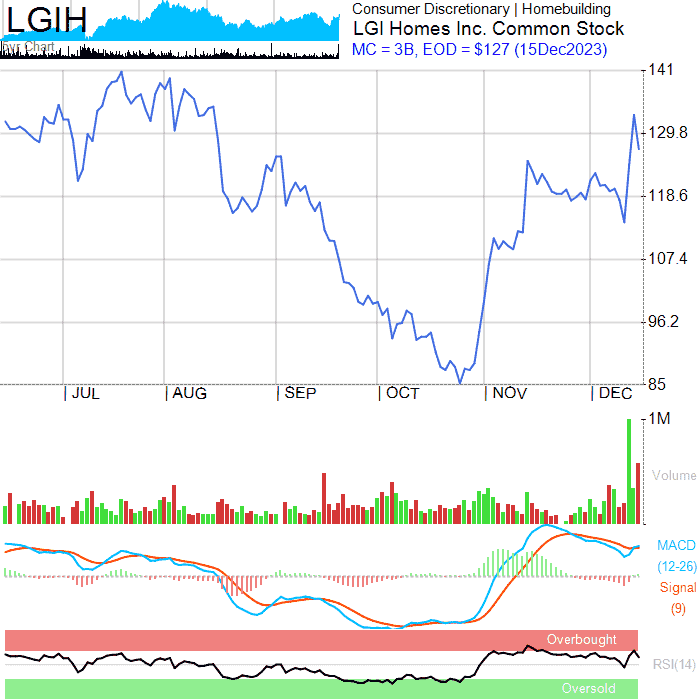 LGIH
5yr Chart
Consumer Discretionary | Homebuilding
LGI Homes Inc. Common Stock
MC = 3B, EOD = $127 (15Dec2023)
141
129.8
118.6
107.4
96.2
85
| JUL | AUG | SEP | OCT | NOV | DEC
1M
Volume
MACD
(12-26)
Signal
(9)
Overbought
RSI(14)
Oversold